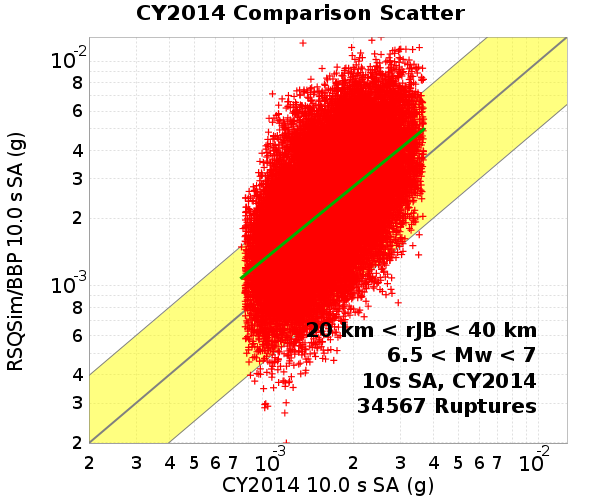 CY2014 Comparison Scatter
RSQSim/BBP 10.0 s SA (g)
10⁻²
8
6
4
3
2
10⁻³
8
6
4
3
2
20 km < rJB < 40 km
6.5 < Mw < 7
10s SA, CY2014
34567 Ruptures
2 3 4 5 6 7 10⁻³ 2 3 4 5 6 7 10⁻²
CY2014 10.0 s SA (g)